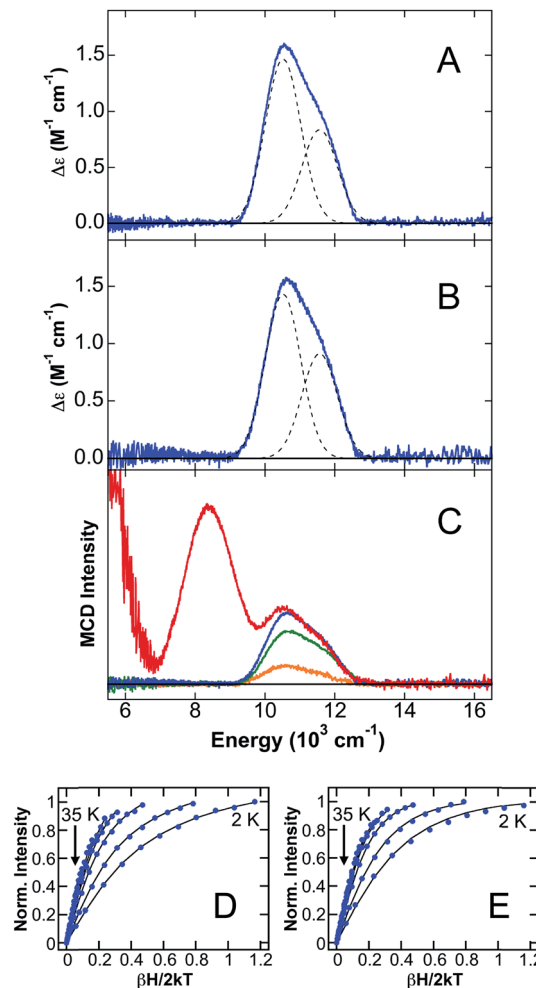 A
Δε (M⁻¹ cm⁻¹)
1.5
1.0
0.5
0.0
B
Δε (M⁻¹ cm⁻¹)
1.5
1.0
0.5
0.0
C
MCD Intensity
6 8 10 12 14 16
Energy (10³ cm⁻¹)
D
Norm. Intensity
1
0.8
0.6
0.4
0.2
0
35 K
2 K
0 0.2 0.4 0.6 0.8 1 1.2
βH/2kT
E
Norm. Intensity
1
0.8
0.6
0.4
0.2
0
35 K
2 K
0 0.2 0.4 0.6 0.8 1 1.2
βH/2kT